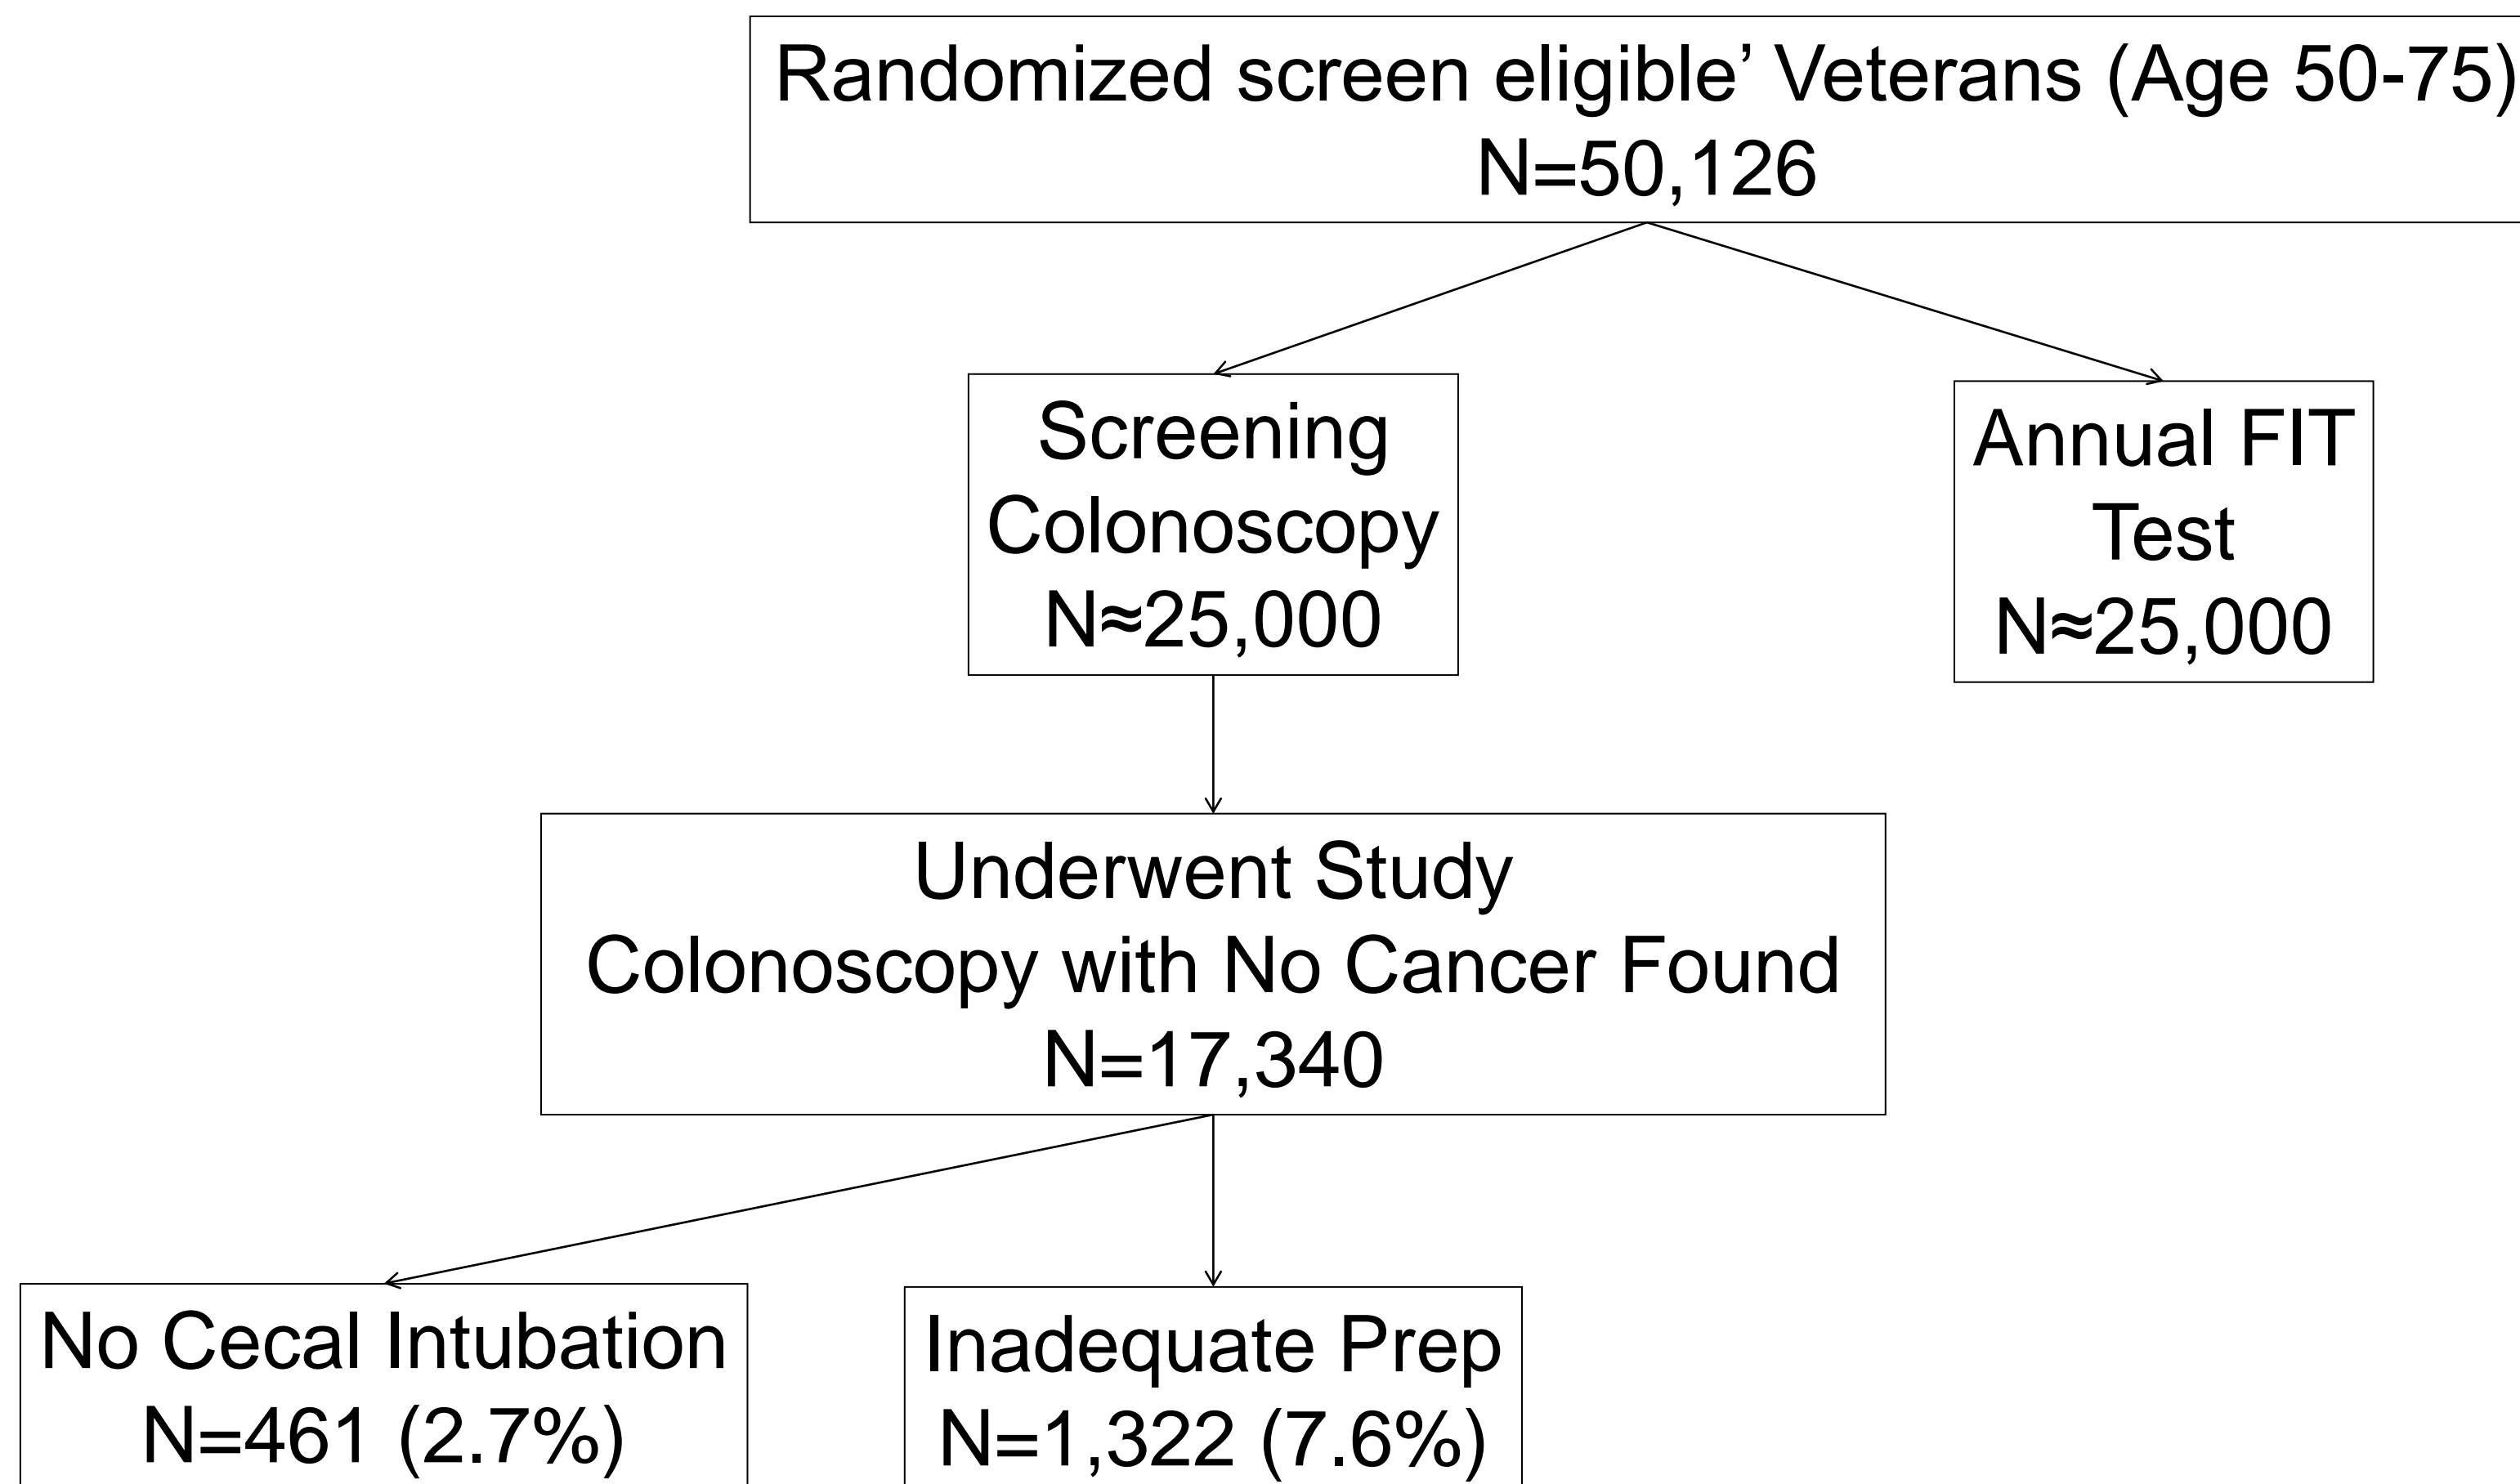 Randomized screen eligible’ Veterans (Age 50-75)
N=50,126
Screening
Colonoscopy
N≈25,000
Annual FIT
Test
N≈25,000
Underwent Study
Colonoscopy with No Cancer Found
N=17,340
No Cecal Intubation
N=461 (2.7%)
Inadequate Prep
N=1,322 (7.6%)